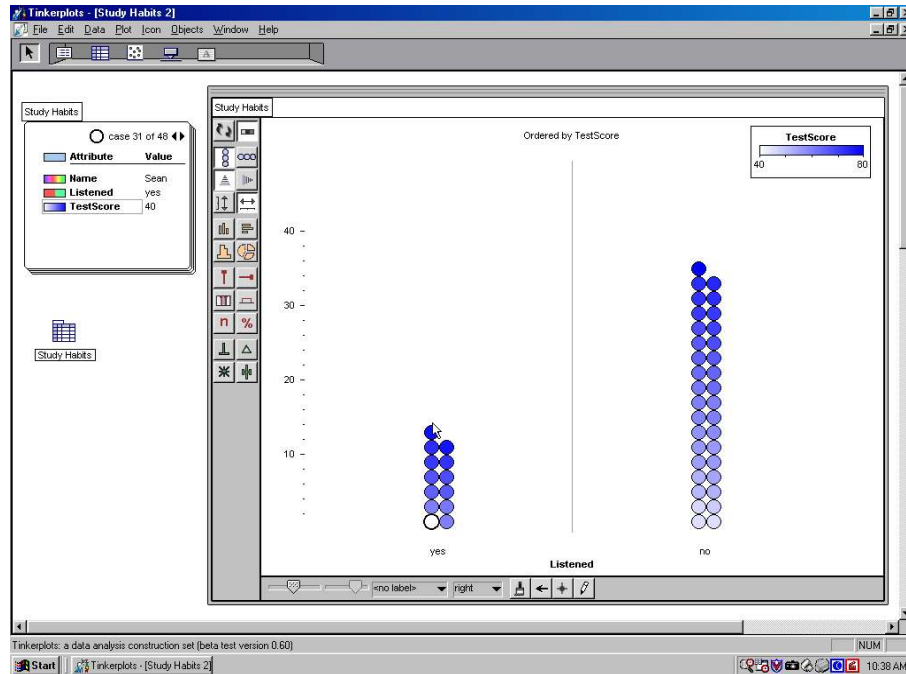 Tinkerplots - [Study Habits 2]
File Edit Data Plot Icon Objects Window Help
Study Habits
case 31 of 48
Attribute Value
Name Sean
Listened yes
TestScore 40
Study Habits
Study Habits
Ordered by TestScore
TestScore
40 80
40
30
20
10
yes no
Listened
n %
<no label> right
Tinkerplots: a data analysis construction set (beta test version 0.60)
NUM
Start Tinkerplots - [Study Habits 2] 10:38 AM